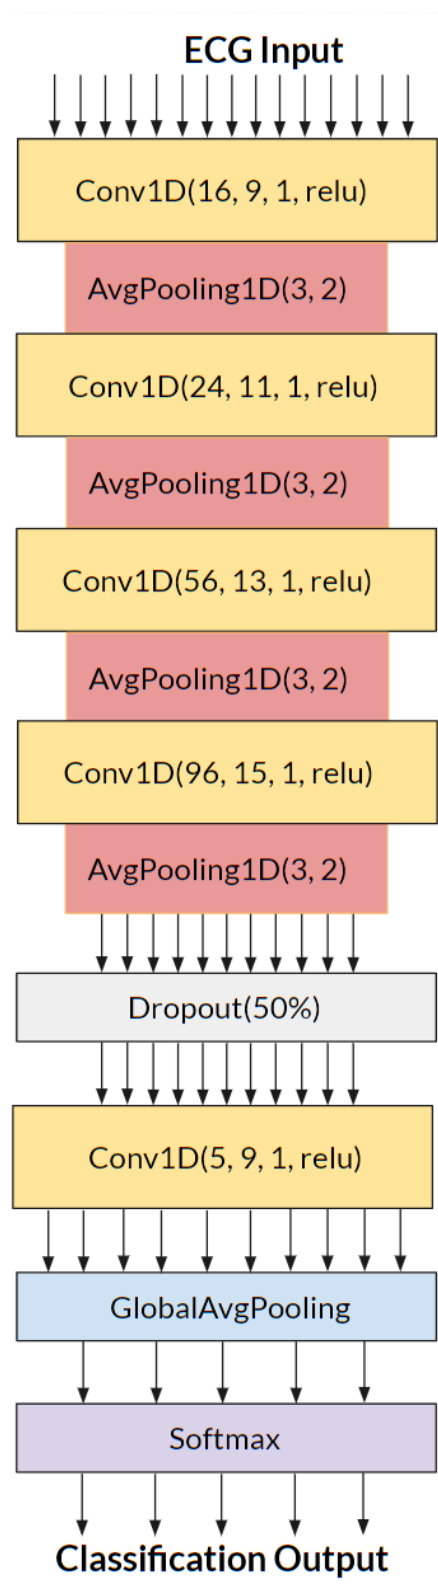 ECG Input
Conv1D(16, 9, 1, relu)
AvgPooling1D(3, 2)
Conv1D(24, 11, 1, relu)
AvgPooling1D(3, 2)
Conv1D(56, 13, 1, relu)
AvgPooling1D(3, 2)
Conv1D(96, 15, 1, relu)
AvgPooling1D(3, 2)
Dropout(50%)
Conv1D(5, 9, 1, relu)
GlobalAvgPooling
Softmax
Classification Output